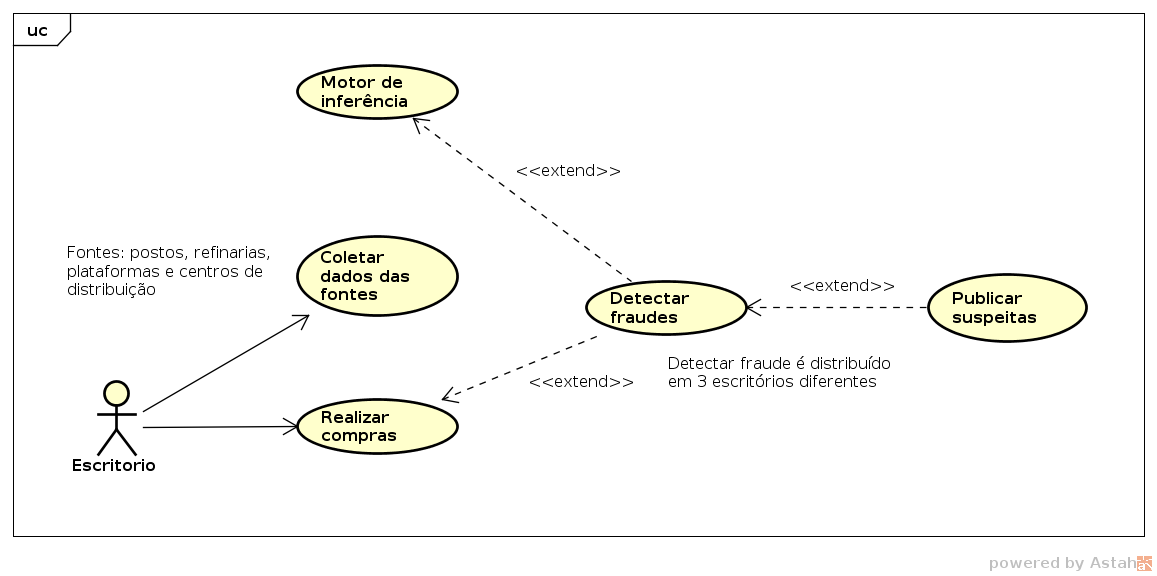 uc
Motor de
inferência
<<extend>>
Fontes: postos, refinarias,
plataformas e centros de
distribuição
Coletar
dados das
fontes
<<extend>>
Detectar
fraudes
Publicar
suspeitas
Detectar fraude é distribuído
em 3 escritórios diferentes
<<extend>>
Realizar
compras
Escritorio
powered by Astah